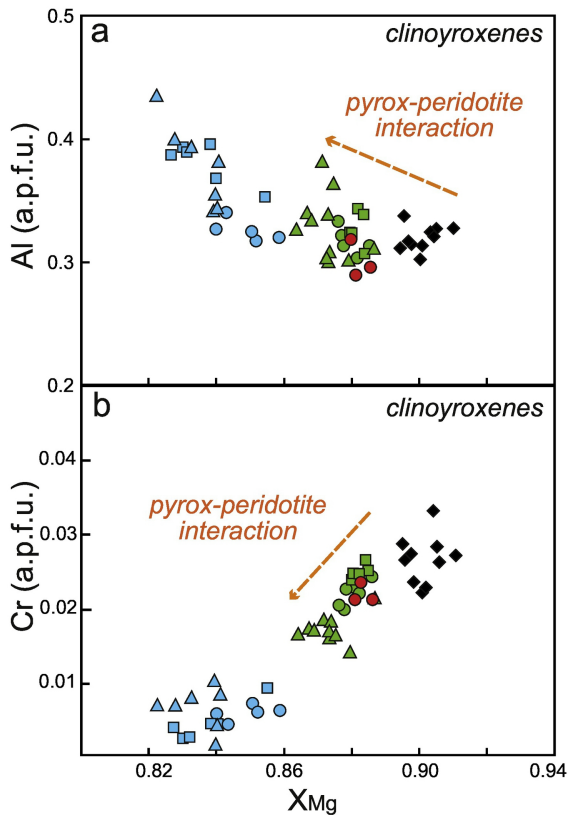 0.5
a
clinoyroxenes
pyrox-peridotite
interaction
0.4
Al (a.p.f.u.)
0.3
0.2
b
clinoyroxenes
0.04
pyrox-peridotite
interaction
0.03
Cr (a.p.f.u.)
0.02
0.01
0.82 0.86 0.90 0.94
XMg